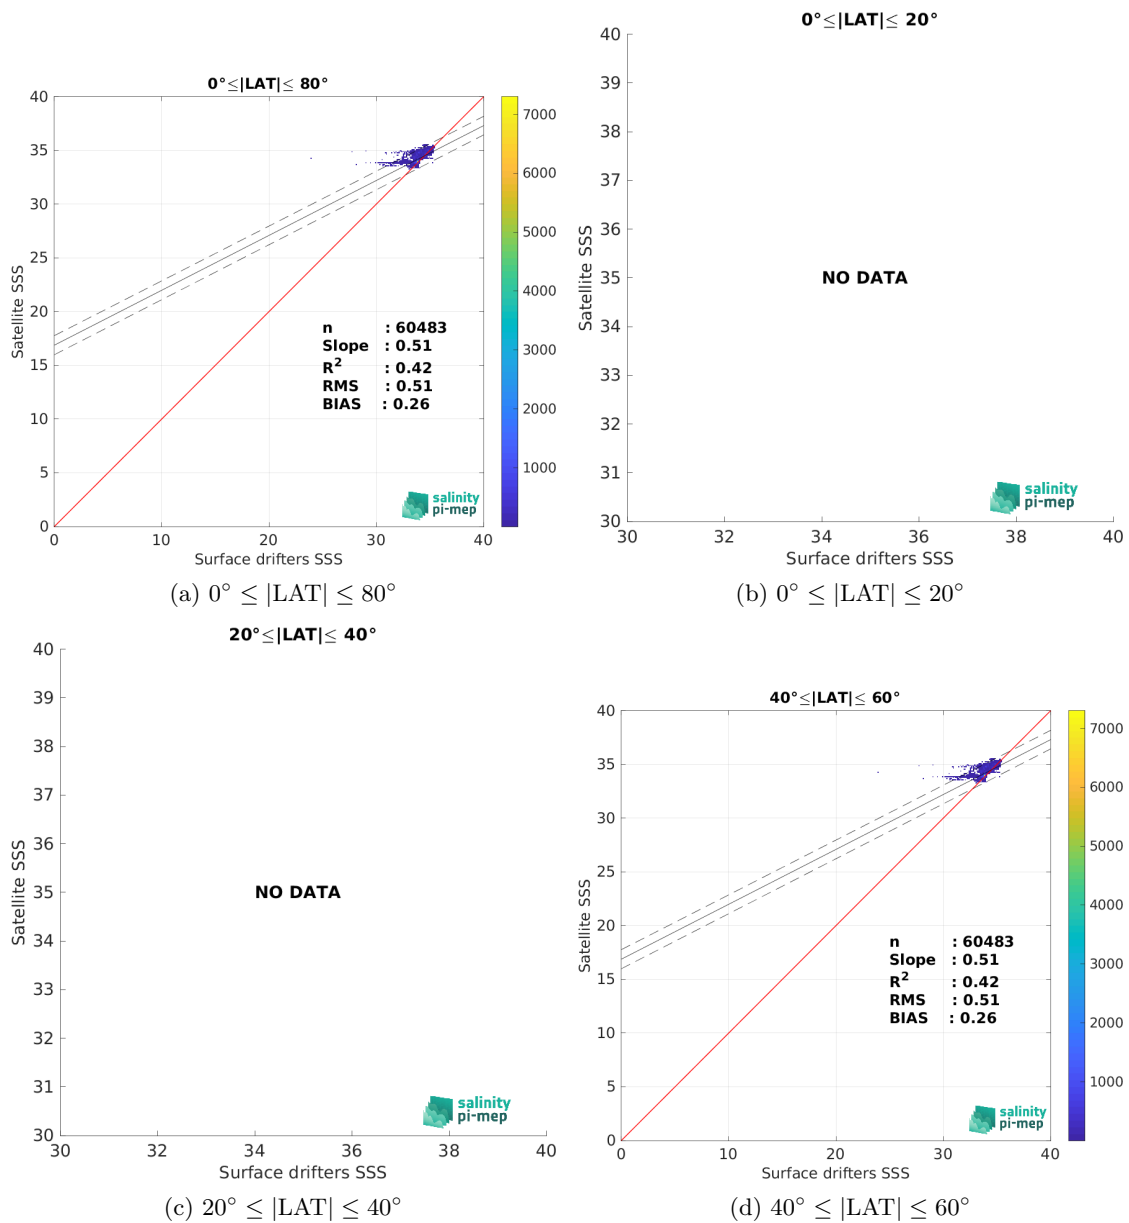 0°≤|LAT|≤ 80°
Satellite SSS
40
35
30
25
20
15
10
5
0
0 10 20 30 40
Surface drifters SSS
n : 60483
Slope : 0.51
R² : 0.42
RMS : 0.51
BIAS : 0.26
salinity
pi-mep
7000
6000
5000
4000
3000
2000
1000
(a) 0° ≤ |LAT| ≤ 80°
0°≤|LAT|≤ 20°
Satellite SSS
40
39
38
37
36
35
34
33
32
31
30
30 32 34 36 38 40
Surface drifters SSS
NO DATA
salinity
pi-mep
(b) 0° ≤ |LAT| ≤ 20°
20°≤|LAT|≤ 40°
Satellite SSS
40
39
38
37
36
35
34
33
32
31
30
30 32 34 36 38 40
Surface drifters SSS
NO DATA
salinity
pi-mep
(c) 20° ≤ |LAT| ≤ 40°
40°≤|LAT|≤ 60°
Satellite SSS
40
35
30
25
20
15
10
5
0
0 10 20 30 40
Surface drifters SSS
n : 60483
Slope : 0.51
R² : 0.42
RMS : 0.51
BIAS : 0.26
salinity
pi-mep
7000
6000
5000
4000
3000
2000
1000
(d) 40° ≤ |LAT| ≤ 60°